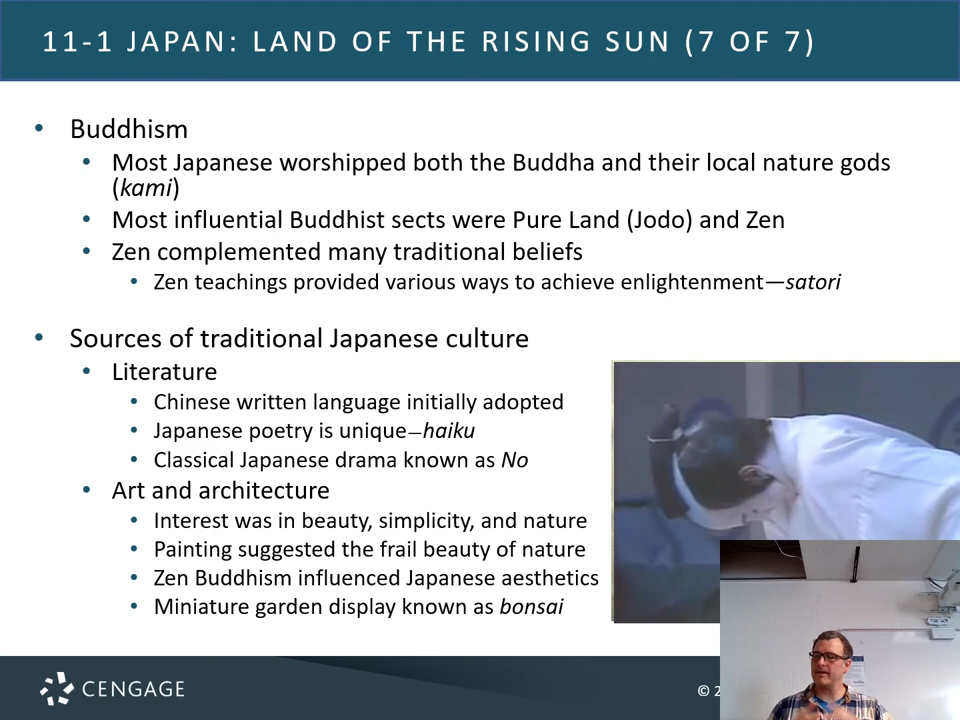 11-1 JAPAN: LAND OF THE RISING SUN (7 OF 7)
• Buddhism
• Most Japanese worshipped both the Buddha and their local nature gods
(kami)
• Most influential Buddhist sects were Pure Land (Jodo) and Zen
• Zen complemented many traditional beliefs
• Zen teachings provided various ways to achieve enlightenment—satori
• Sources of traditional Japanese culture
• Literature
• Chinese written language initially adopted
• Japanese poetry is unique—haiku
• Classical Japanese drama known as No
• Art and architecture
• Interest was in beauty, simplicity, and nature
• Painting suggested the frail beauty of nature
• Zen Buddhism influenced Japanese aesthetics
• Miniature garden display known as bonsai
CENGAGE
© 2